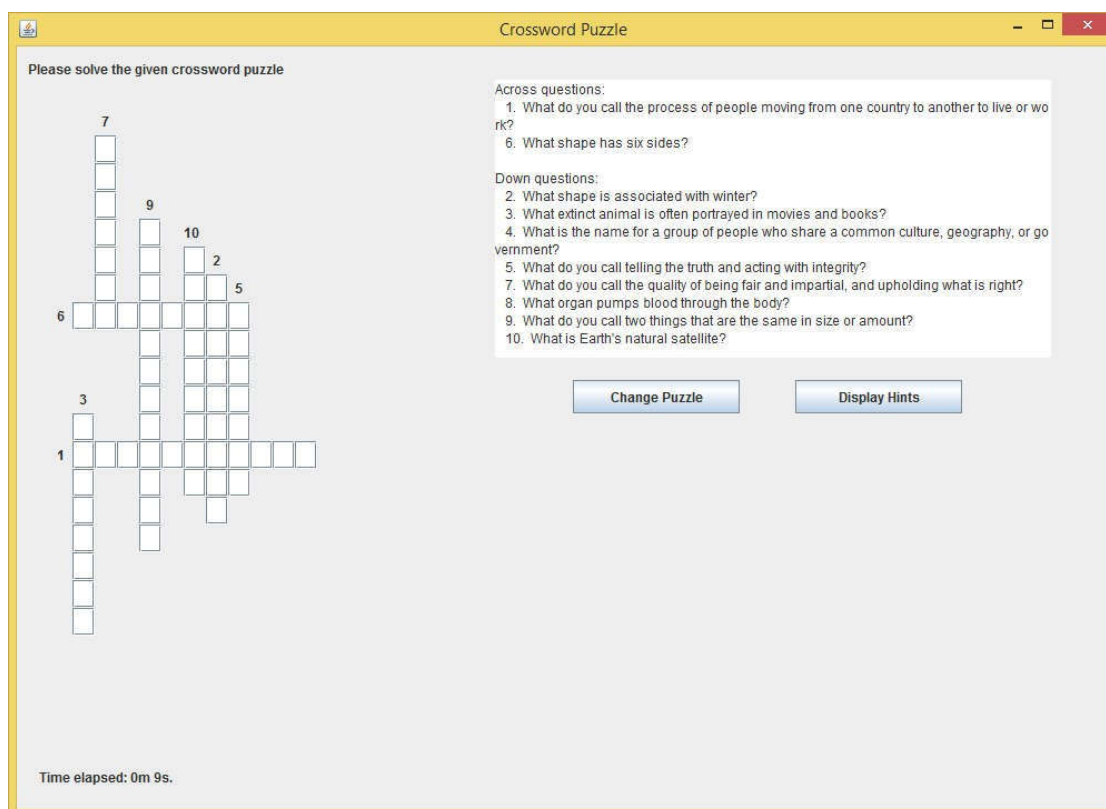 Crossword Puzzle
Please solve the given crossword puzzle
7
9
10
2
5
6
3
1
Across questions:
1. What do you call the process of people moving from one country to another to live or wo
rk?
6. What shape has six sides?
Down questions:
2. What shape is associated with winter?
3. What extinct animal is often portrayed in movies and books?
4. What is the name for a group of people who share a common culture, geography, or go
vernment?
5. What do you call telling the truth and acting with integrity?
7. What do you call the quality of being fair and impartial, and upholding what is right?
8. What organ pumps blood through the body?
9. What do you call two things that are the same in size or amount?
10. What is Earth's natural satellite?
Change Puzzle
Display Hints
Time elapsed: 0m 9s.